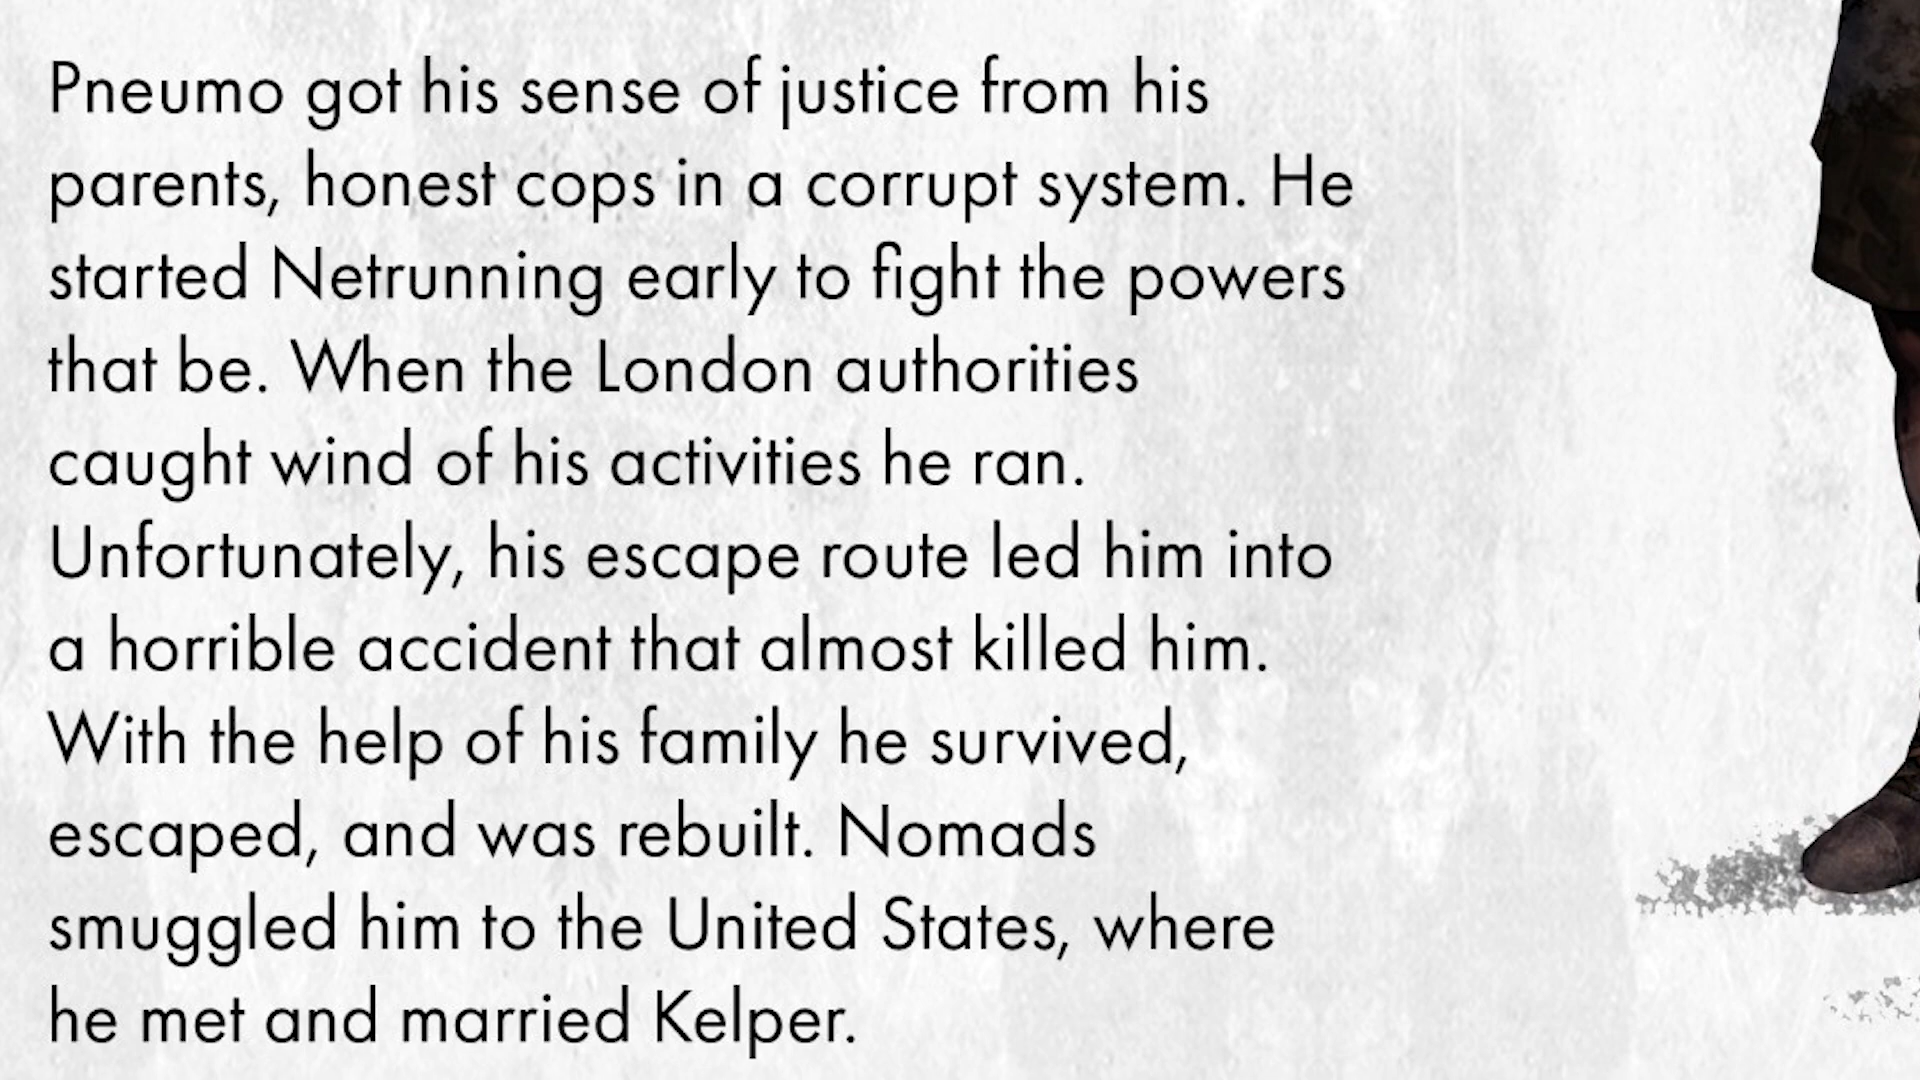 Pneumo got his sense of justice from his
parents, honest cops in a corrupt system. He
started Netrunning early to fight the powers
that be. When the London authorities
caught wind of his activities he ran.
Unfortunately, his escape route led him into
a horrible accident that almost killed him.
With the help of his family he survived,
escaped, and was rebuilt. Nomads
smuggled him to the United States, where
he met and married Kelper.